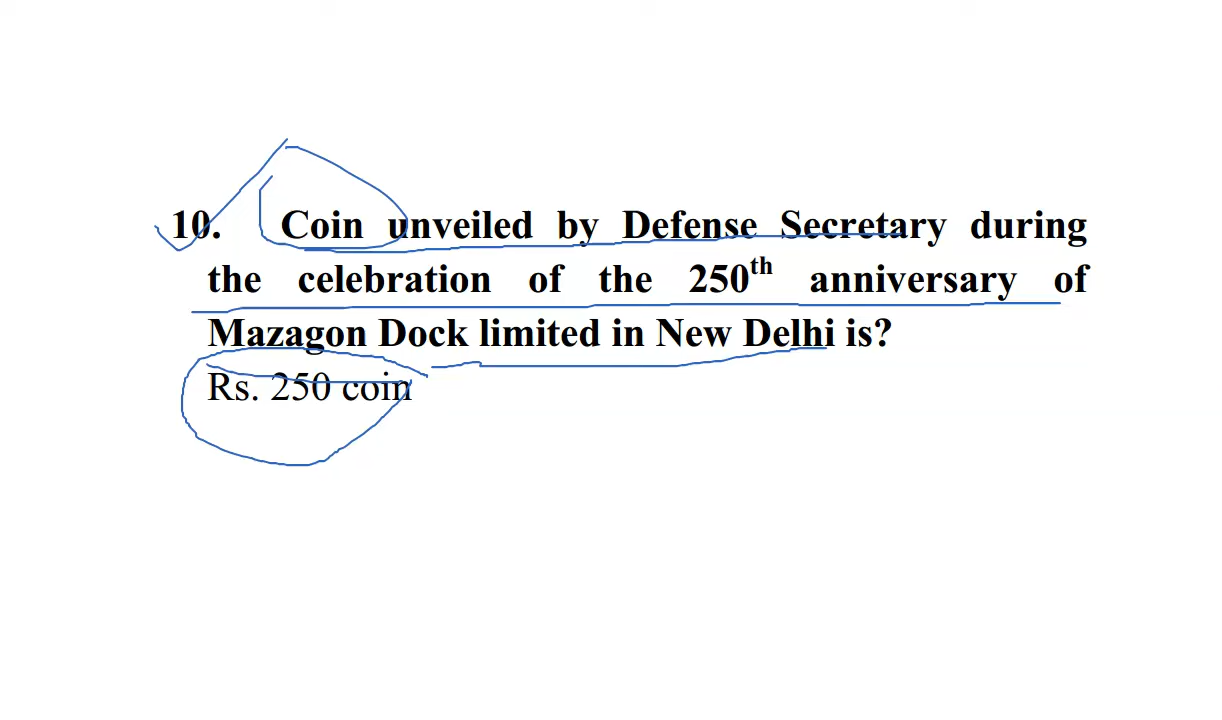 10. Coin unveiled by Defense Secretary during
the celebration of the 250th anniversary of
Mazagon Dock limited in New Delhi is?
Rs. 250 coin